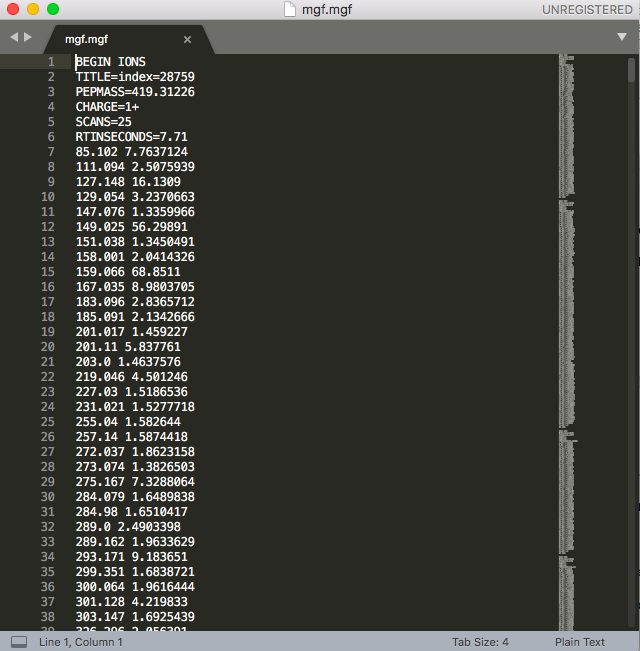 mgf.mgf
UNREGISTERED
mgf.mgf ×
1 BEGIN IONS
2 TITLE=index=28759
3 PEPMASS=419.31226
4 CHARGE=1+
5 SCANS=25
6 RTINSECONDS=7.71
7 85.102 7.7637124
8 111.094 2.5075939
9 127.148 16.1309
10 129.054 3.2370663
11 147.076 1.3359966
12 149.025 56.29891
13 151.038 1.3450491
14 158.001 2.0414326
15 159.066 68.8511
16 167.035 8.9803705
17 183.096 2.8365712
18 185.091 2.1342666
19 201.017 1.459227
20 201.11 5.837761
21 203.0 1.4637576
22 219.046 4.501246
23 227.03 1.5186536
24 231.021 1.5277718
25 255.04 1.582644
26 257.14 1.5874418
27 272.037 1.8623158
28 273.074 1.3826503
29 275.167 7.3288064
30 284.079 1.6489838
31 284.98 1.6510417
32 289.0 2.4903398
33 289.162 1.9633629
34 293.171 9.183651
35 299.351 1.6838721
36 300.064 1.9616444
37 301.128 4.219833
38 303.147 1.6925439
39 326.296 2.056391
Line 1, Column 1
Tab Size: 4
Plain Text